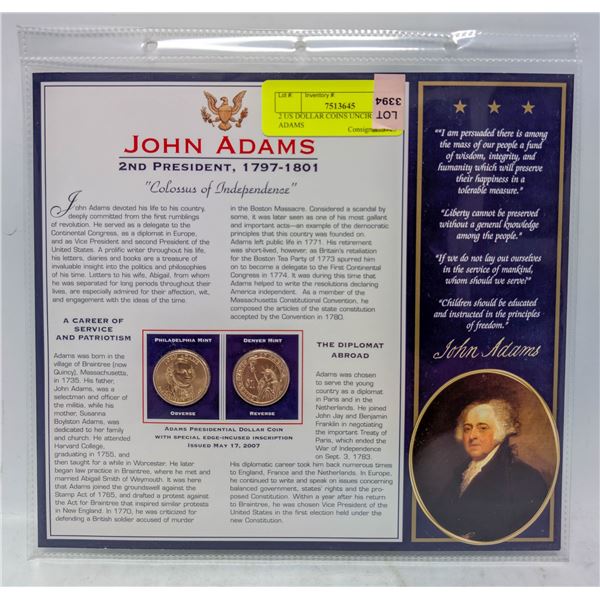 Lot #:
Inventory #:
7513645
2 US DOLLAR COINS UNCIR
ADAMS
LOT
3394
JOHN ADAMS
2ND PRESIDENT, 1797-1801
"Colossus of Independence"
John Adams devoted his life to his country,
deeply committed from the first rumblings
of revolution. He served as a delegate to the
Continental Congress, as a diplomat in Europe,
and as Vice President and second President of the
United States. A prolific writer throughout his life,
his letters, diaries and books are a treasure of
invaluable insight into the politics and philosophies
of his time. Letters to his wife, Abigail, from whom
he was separated for long periods throughout their
lives, are especially admired for their affection, wit,
and engagement with the ideas of the time.
A CAREER OF
SERVICE
AND PATRIOTISM
Adams was born in the
village of Braintree (now
Quincy), Massachusetts,
in 1735. His father,
John Adams, was a
selectman and officer of
the militia, while his
mother, Susanna
Boylston Adams, was
dedicated to her family
and church. He attended
Harvard College,
graduating in 1755, and
then taught for a while in Worcester. He later
began law practice in Braintree, where he met and
married Abigail Smith of Weymouth. It was here
that Adams joined the groundswell against the
Stamp Act of 1765, and drafted a protest against
the Act for Braintree that inspired similar protests
in New England. In 1770, he was criticized for
defending a British soldier accused of murder
in the Boston Massacre. Considered a scandal by
some, it was later seen as one of his most gallant
and important acts—an example of the democratic
principles that this country was founded on.
Adams left public life in 1771. His retirement
was short-lived, however, as Britain's retaliation
for the Boston Tea Party of 1773 spurred him
on to become a delegate to the First Continental
Congress in 1774. It was during this time that
Adams helped to write the resolutions declaring
America independent. As a member of the
Massachusetts Constitutional Convention, he
composed the articles of the state constitution
accepted by the Convention in 1780.
PHILADELPHIA MINT
DENVER MINT
OBVERSE
REVERSE
ADAMS PRESIDENTIAL DOLLAR COIN
WITH SPECIAL EDGE-INCUSED INSCRIPTION
ISSUED MAY 17, 2007
THE DIPLOMAT
ABROAD
Adams was chosen
to serve the young
country as a diplomat
in Paris and in the
Netherlands. He joined
John Jay and Benjamin
Franklin in negotiating
the important Treaty of
Paris, which ended the
War of Independence
on Sept. 3, 1783.
His diplomatic career took him back numerous times
to England, France and the Netherlands. In Europe,
he continued to write and speak on issues concerning
balanced government, states' rights and the pro-
posed Constitution. Within a year after his return
to Braintree, he was chosen Vice President of the
United States in the first election held under the
new Constitution.
"I am persuaded there is among
the mass of our people a fund
of wisdom, integrity, and
humanity which will preserve
their happiness in a
tolerable measure."
"Liberty cannot be preserved
without a general knowledge
among the people."
"If we do not lay out ourselves
in the service of mankind,
whom should we serve?"
"Children should be educated
and instructed in the principles
of freedom."
John Adams